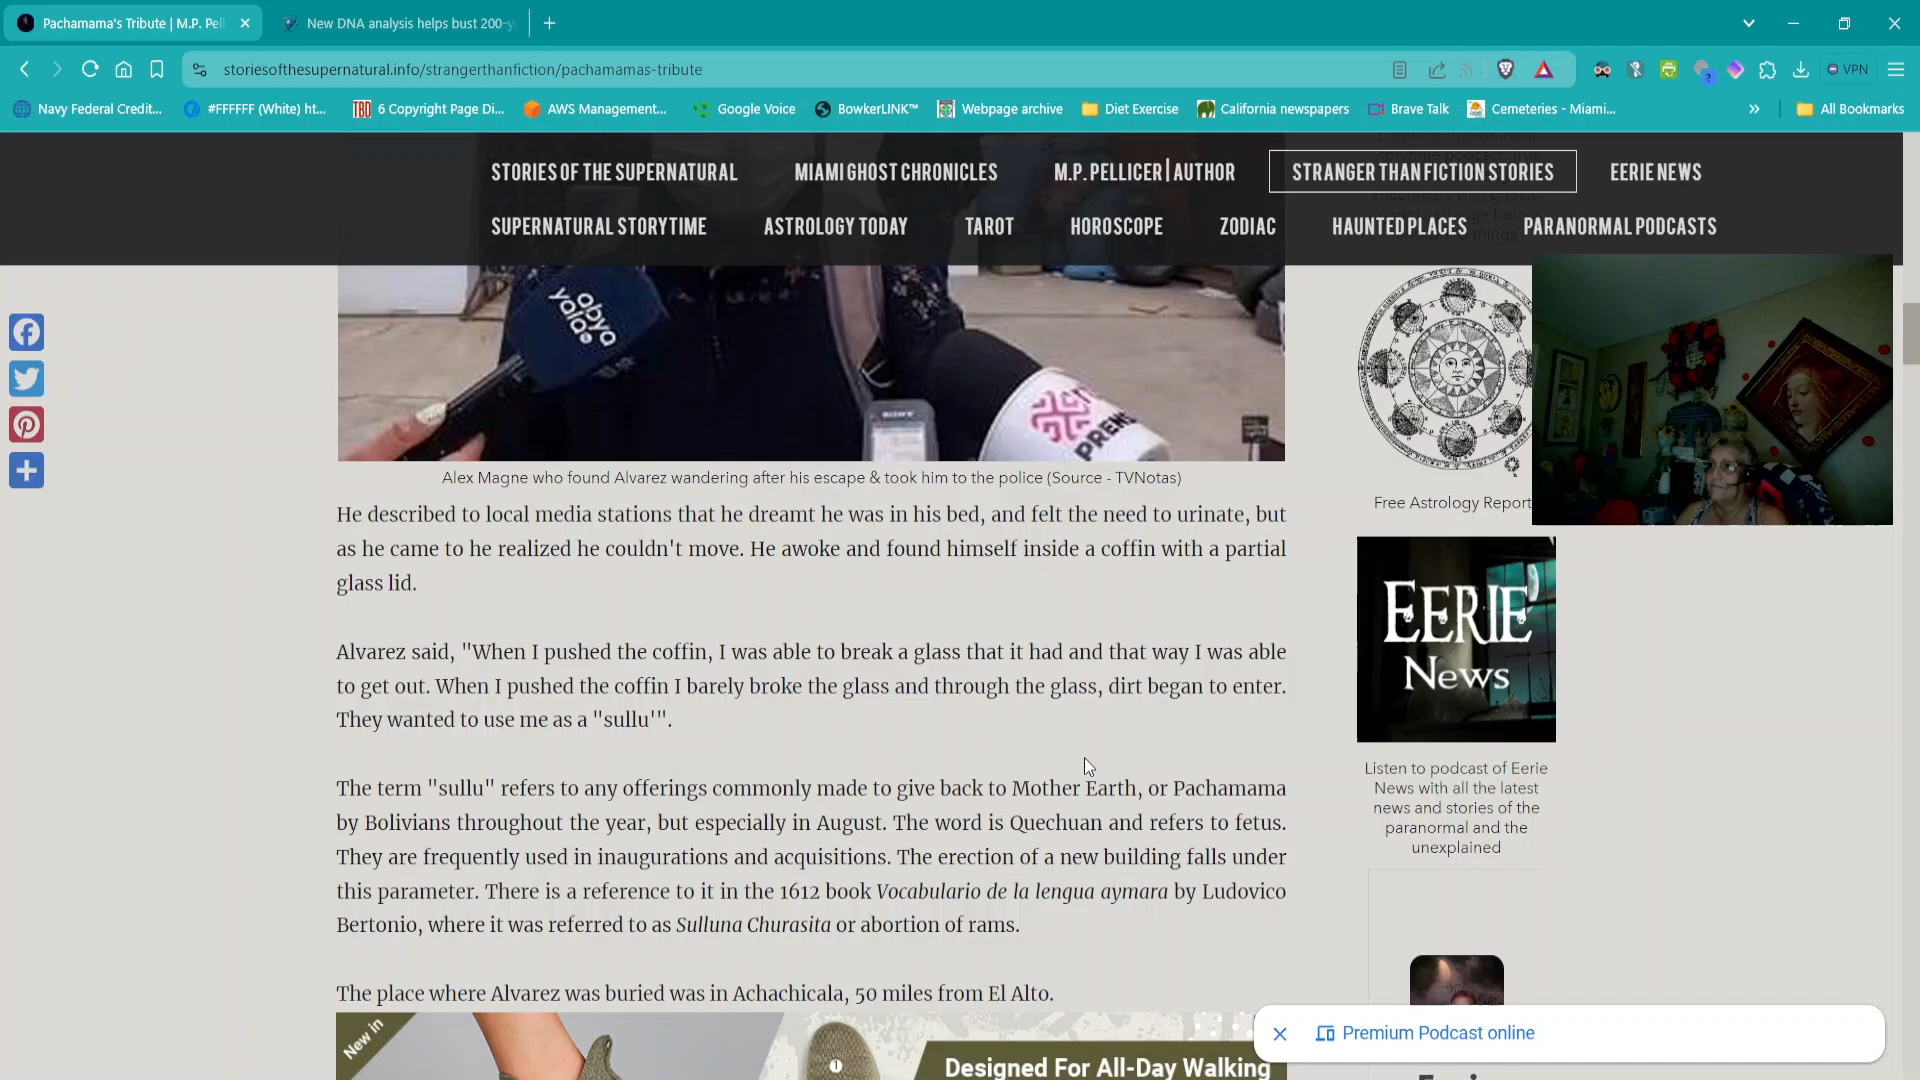 Pachamama's Tribute | M.P. Pell
New DNA analysis helps bust 200-y
storiesofthesupernatural.info/strangerthanfiction/pachamamas-tribute
VPN
Navy Federal Credit...
#FFFFFF (White) ht...
TBD
6 Copyright Page Di...
AWS Management...
Google Voice
BowkerLINK™
Webpage archive
Diet Exercise
California newspapers
Brave Talk
Cemeteries - Miami...
»
All Bookmarks
STORIES OF THE SUPERNATURAL
MIAMI GHOST CHRONICLES
M.P. PELLICER | AUTHOR
STRANGER THAN FICTION STORIES
EERIE NEWS
SUPERNATURAL STORYTIME
ASTROLOGY TODAY
TAROT
HOROSCOPE
ZODIAC
HAUNTED PLACES
PARANORMAL PODCASTS
abya
yala
SONY
PREN
Alex Magne who found Alvarez wandering after his escape & took him to the police (Source - TVNotas)
He described to local media stations that he dreamt he was in his bed, and felt the need to urinate, but
as he came to he realized he couldn't move. He awoke and found himself inside a coffin with a partial
glass lid.
Alvarez said, "When I pushed the coffin, I was able to break a glass that it had and that way I was able
to get out. When I pushed the coffin I barely broke the glass and through the glass, dirt began to enter.
They wanted to use me as a "sullu'".
The term "sullu" refers to any offerings commonly made to give back to Mother Earth, or Pachamama
by Bolivians throughout the year, but especially in August. The word is Quechuan and refers to fetus.
They are frequently used in inaugurations and acquisitions. The erection of a new building falls under
this parameter. There is a reference to it in the 1612 book Vocabulario de la lengua aymara by Ludovico
Bertonio, where it was referred to as Sulluna Churasita or abortion of rams.
The place where Alvarez was buried was in Achachicala, 50 miles from El Alto.
New in
Designed For All-Day Walking
Free Astrology Report
EERIE
News
Listen to podcast of Eerie
News with all the latest
news and stories of the
paranormal and the
unexplained
Premium Podcast online